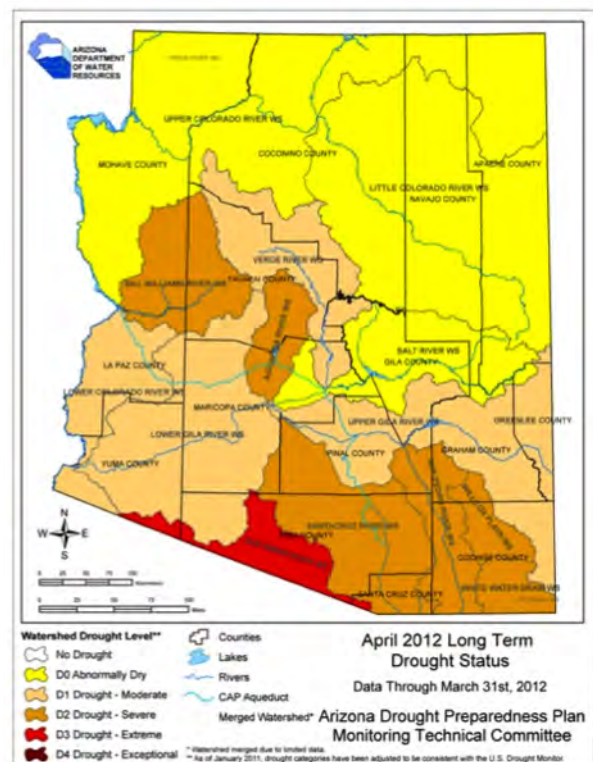 ARIZONA
DEPARTMENT
OF WATER
RESOURCES
UPPER COLORADO RIVER WS
MOHAVE COUNTY
COCONINO COUNTY
APACHE COUNTY
LITTLE COLORADO RIVER WS
NAVAJO COUNTY
VERDE RIVER WS
BILL WILLIAMS RIVER WS
YAVAPAI COUNTY
SALT RIVER WS
GILA COUNTY
LA PAZ COUNTY
LOWER COLORADO RIVER WS
MARICOPA COUNTY
GREENLEE COUNTY
UPPER GILA RIVER WS
LOWER GILA RIVER WS
PINAL COUNTY
GRAHAM COUNTY
YUMA COUNTY
SANTA CRUZ RIVER WS
COUNTY
COCHISE COUNTY
WHITE WATER DRAW WS
SANTA CRUZ COUNTY
N
W E
S
Watershed Drought Level**
No Drought
D0 Abnormally Dry
D1 Drought - Moderate
D2 Drought - Severe
D3 Drought - Extreme
D4 Drought - Exceptional
Counties
Lakes
Rivers
CAP Aqueduct
Merged Watershed*
April 2012 Long Term
Drought Status
Data Through March 31st, 2012
Arizona Drought Preparedness Plan
Monitoring Technical Committee
* Watershed merged due to limited data.
** As of January 2011, drought categories have been adjusted to be consistent with the U.S. Drought Monitor.